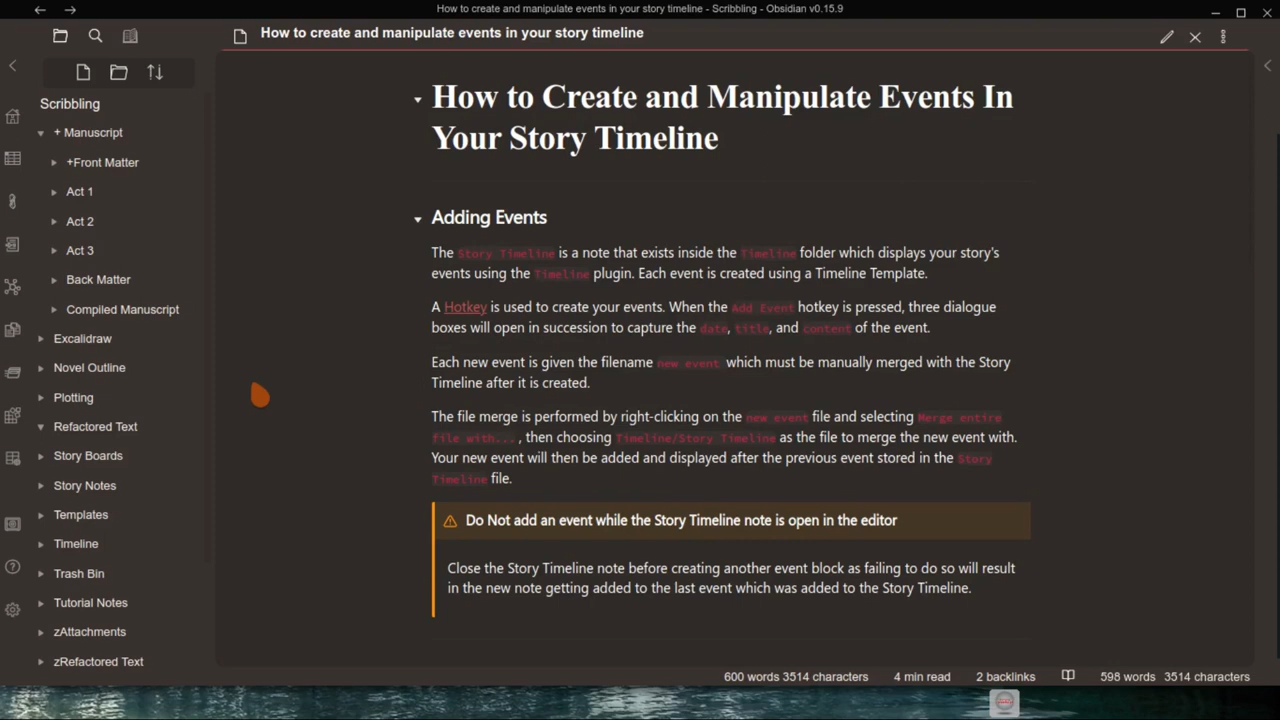 How to create and manipulate events in your story timeline - Scribbling - Obsidian v0.15.9
How to create and manipulate events in your story timeline
Scribbling
+ Manuscript
+Front Matter
Act 1
Act 2
Act 3
Back Matter
Compiled Manuscript
Excalidraw
Novel Outline
Plotting
Refactored Text
Story Boards
Story Notes
Templates
Timeline
Trash Bin
Tutorial Notes
zAttachments
zRefactored Text
How to Create and Manipulate Events In
Your Story Timeline
Adding Events
The Story Timeline is a note that exists inside the Timeline folder which displays your story's
events using the Timeline plugin. Each event is created using a Timeline Template.
A Hotkey is used to create your events. When the Add Event hotkey is pressed, three dialogue
boxes will open in succession to capture the date, title, and content of the event.
Each new event is given the filename new event which must be manually merged with the Story
Timeline after it is created.
The file merge is performed by right-clicking on the new event file and selecting Merge entire
file with... , then choosing Timeline/Story Timeline as the file to merge the new event with.
Your new event will then be added and displayed after the previous event stored in the Story
Timeline file.
Do Not add an event while the Story Timeline note is open in the editor
Close the Story Timeline note before creating another event block as failing to do so will result
in the new note getting added to the last event which was added to the Story Timeline.
600 words 3514 characters
4 min read
2 backlinks
598 words
3514 characters